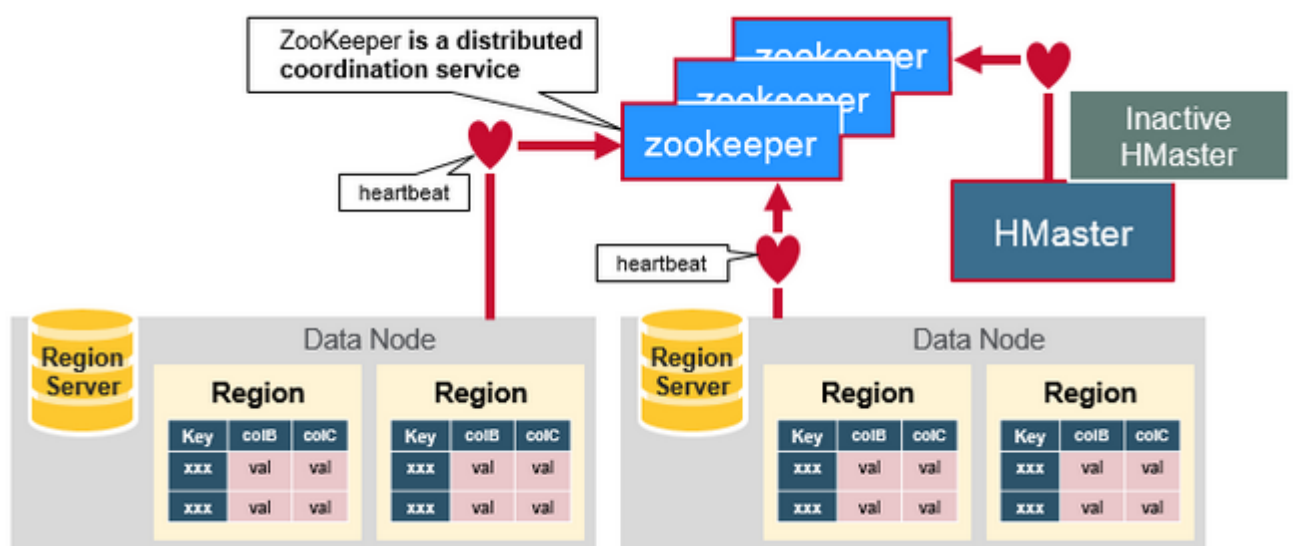 ZooKeeper is a distributed
coordination service
zookeeper
zookeeper
zookeeper
Inactive
HMaster
HMaster
heartbeat
heartbeat
Data Node
Region
Server
Region
Key colB colC
xxx val val
xxx val val
Region
Key colB colC
xxx val val
xxx val val
Data Node
Region
Server
Region
Key colB colC
xxx val val
xxx val val
Region
Key colB colC
xxx val val
xxx val val